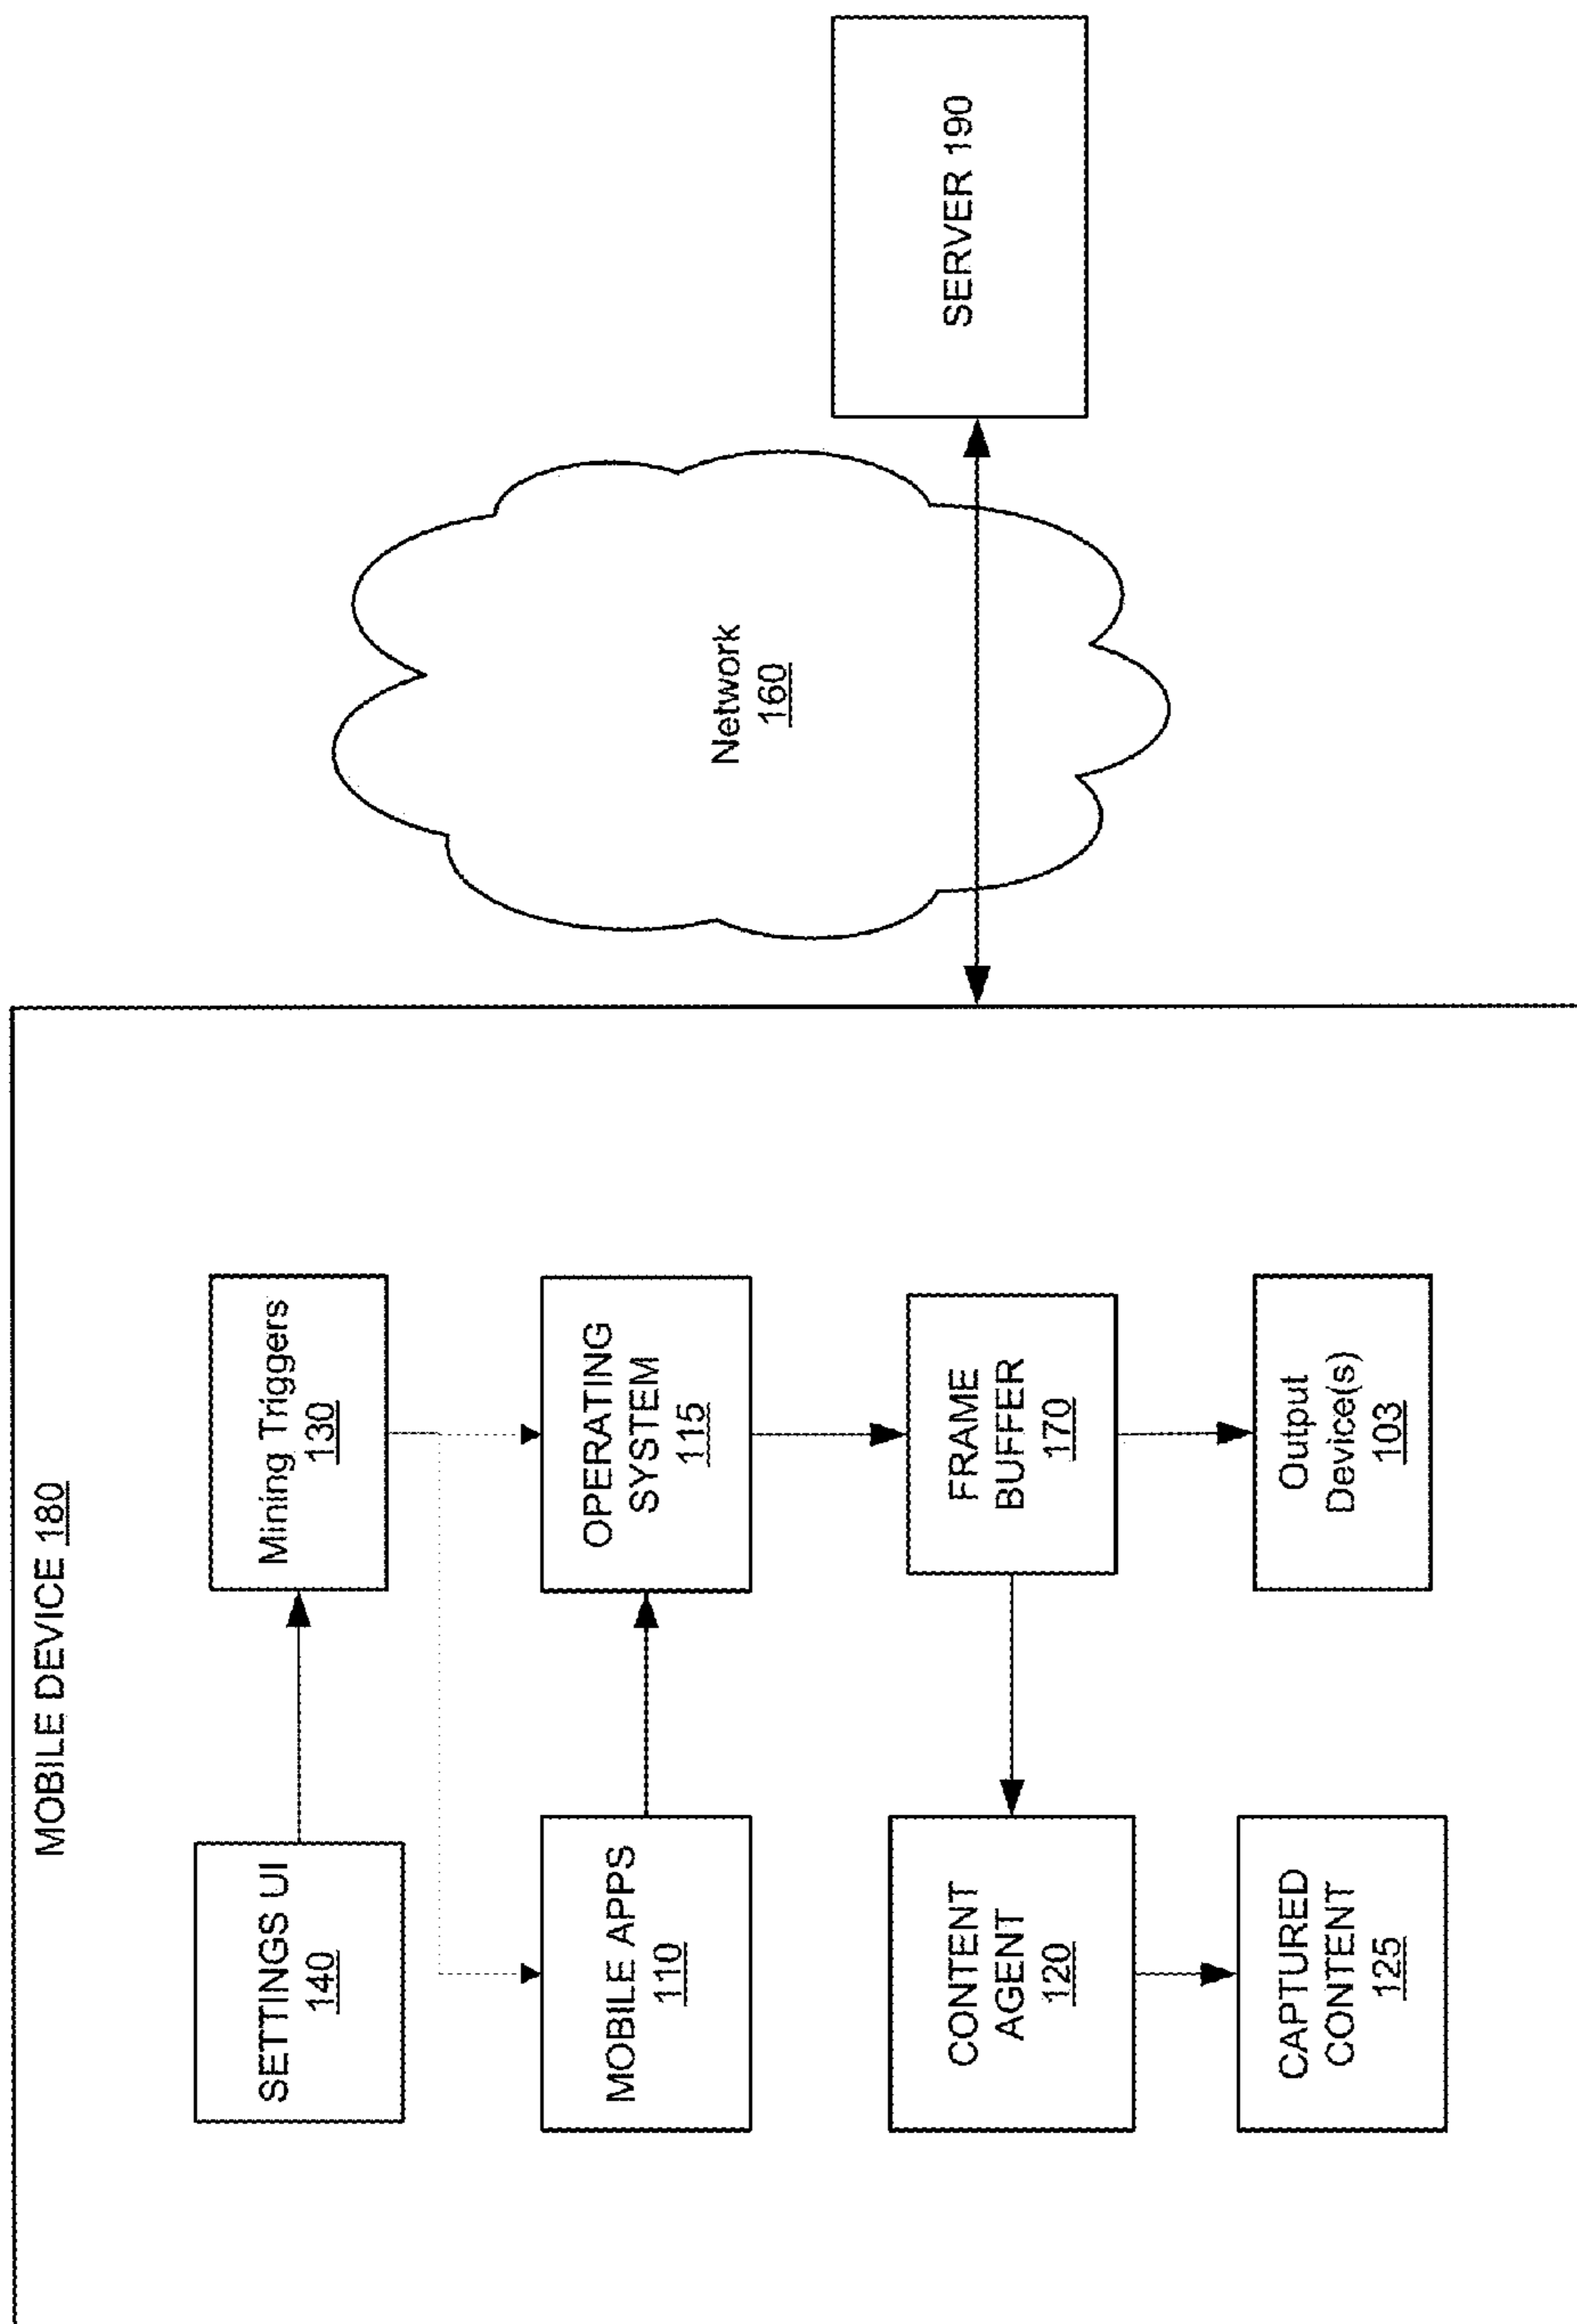 MOBILE DEVICE 180
SETTINGS UI
140
Mining Triggers
130
MOBILE APPS
110
OPERATING
SYSTEM
115
CONTENT
AGENT
120
FRAME
BUFFER
170
CAPTURED
CONTENT
125
Output
Device(s)
103
Network
160
SERVER 190